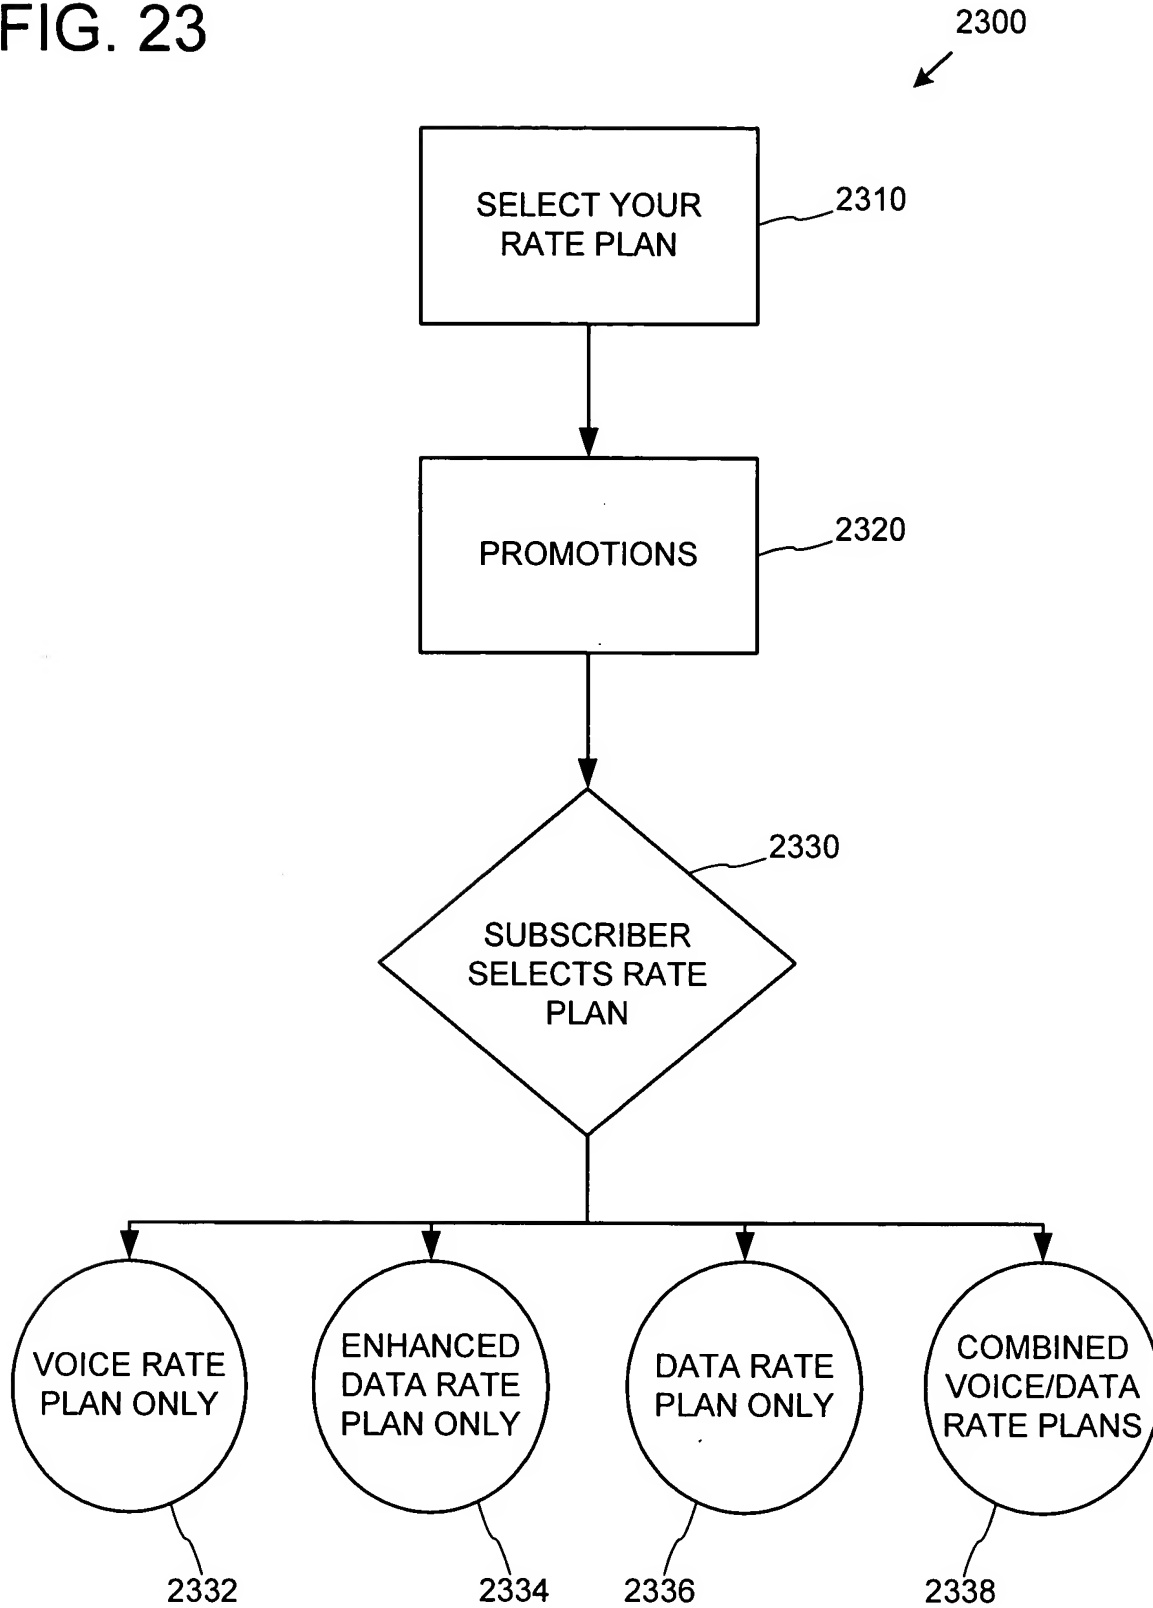 FIG. 23
2300
SELECT YOUR
RATE PLAN
2310
PROMOTIONS
2320
2330
SUBSCRIBER
SELECTS RATE
PLAN
VOICE RATE
PLAN ONLY
ENHANCED
DATA RATE
PLAN ONLY
DATA RATE
PLAN ONLY
COMBINED
VOICE/DATA
RATE PLANS
2332
2334
2336
2338